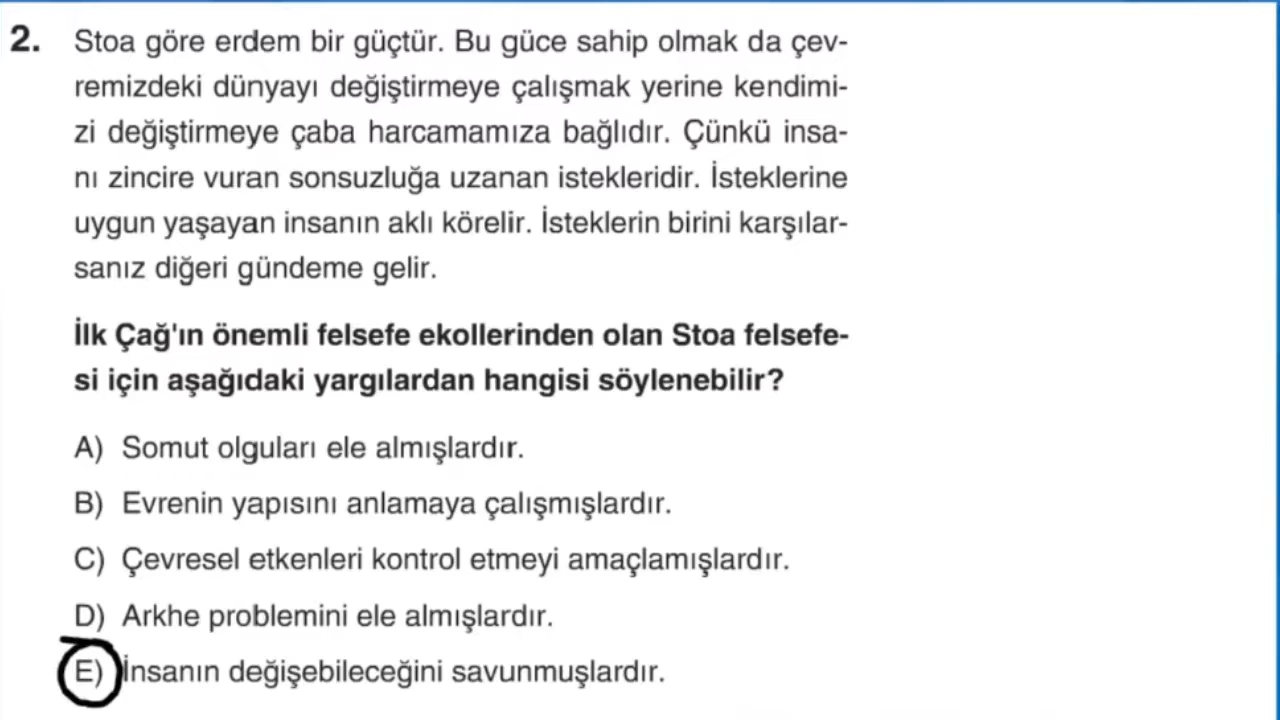 2. Stoa göre erdem bir güçtür. Bu güce sahip olmak da çev-
remizdeki dünyayı değiştirmeye çalışmak yerine kendimi-
zi değiştirmeye çaba harcamamıza bağlıdır. Çünkü insa-
nı zincire vuran sonsuzluğa uzanan istekleridir. İsteklerine
uygun yaşayan insanın aklı körelir. İsteklerin birini karşılar-
sanız diğeri gündeme gelir.
İlk Çağ'ın önemli felsefe ekollerinden olan Stoa felsefe-
si için aşağıdaki yargılardan hangisi söylenebilir?
A) Somut olguları ele almışlardır.
B) Evrenin yapısını anlamaya çalışmışlardır.
C) Çevresel etkenleri kontrol etmeyi amaçlamışlardır.
D) Arkhe problemini ele almışlardır.
E) İnsanın değişebileceğini savunmuşlardır.